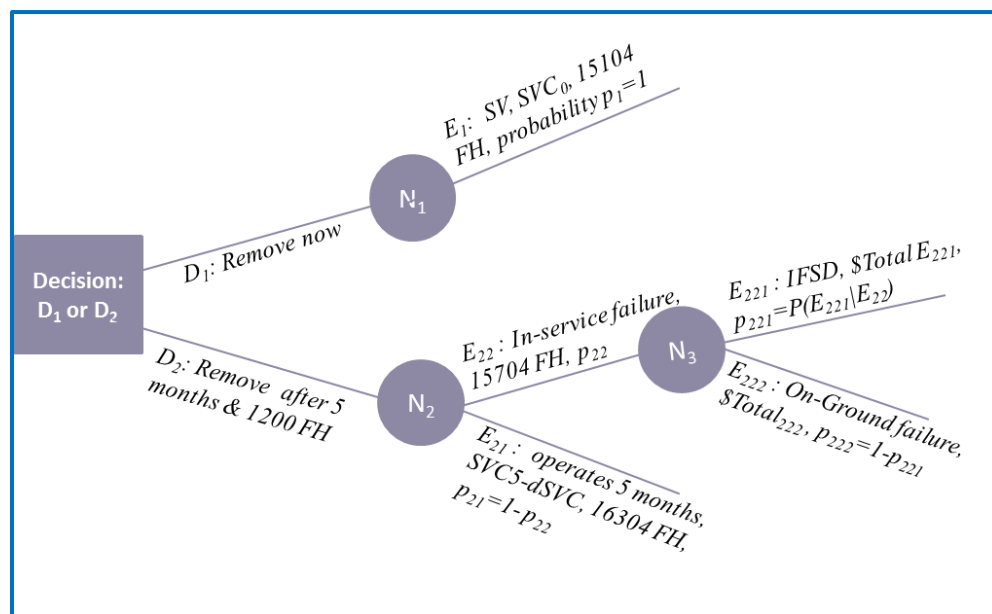 E₁: SV, SVC₀, 15104
FH, probability p₁=1
N₁
D₁: Remove now
Decision:
D₁ or D₂
D₂: Remove after 5
months & 1200 FH
N₂
E₂₂ : In-service failure,
15704 FH, p₂₂
N₃
E₂₂₁ : IFSD, $Total E₂₂₁,
p₂₂₁=P(E₂₂₁\E₂₂)
E₂₂₂ : On-Ground failure,
$Total₂₂₂, p₂₂₂=1-p₂₂₁
E₂₁ : operates 5 months,
SVC5-dSVC, 16304 FH,
p₂₁=1-p₂₂